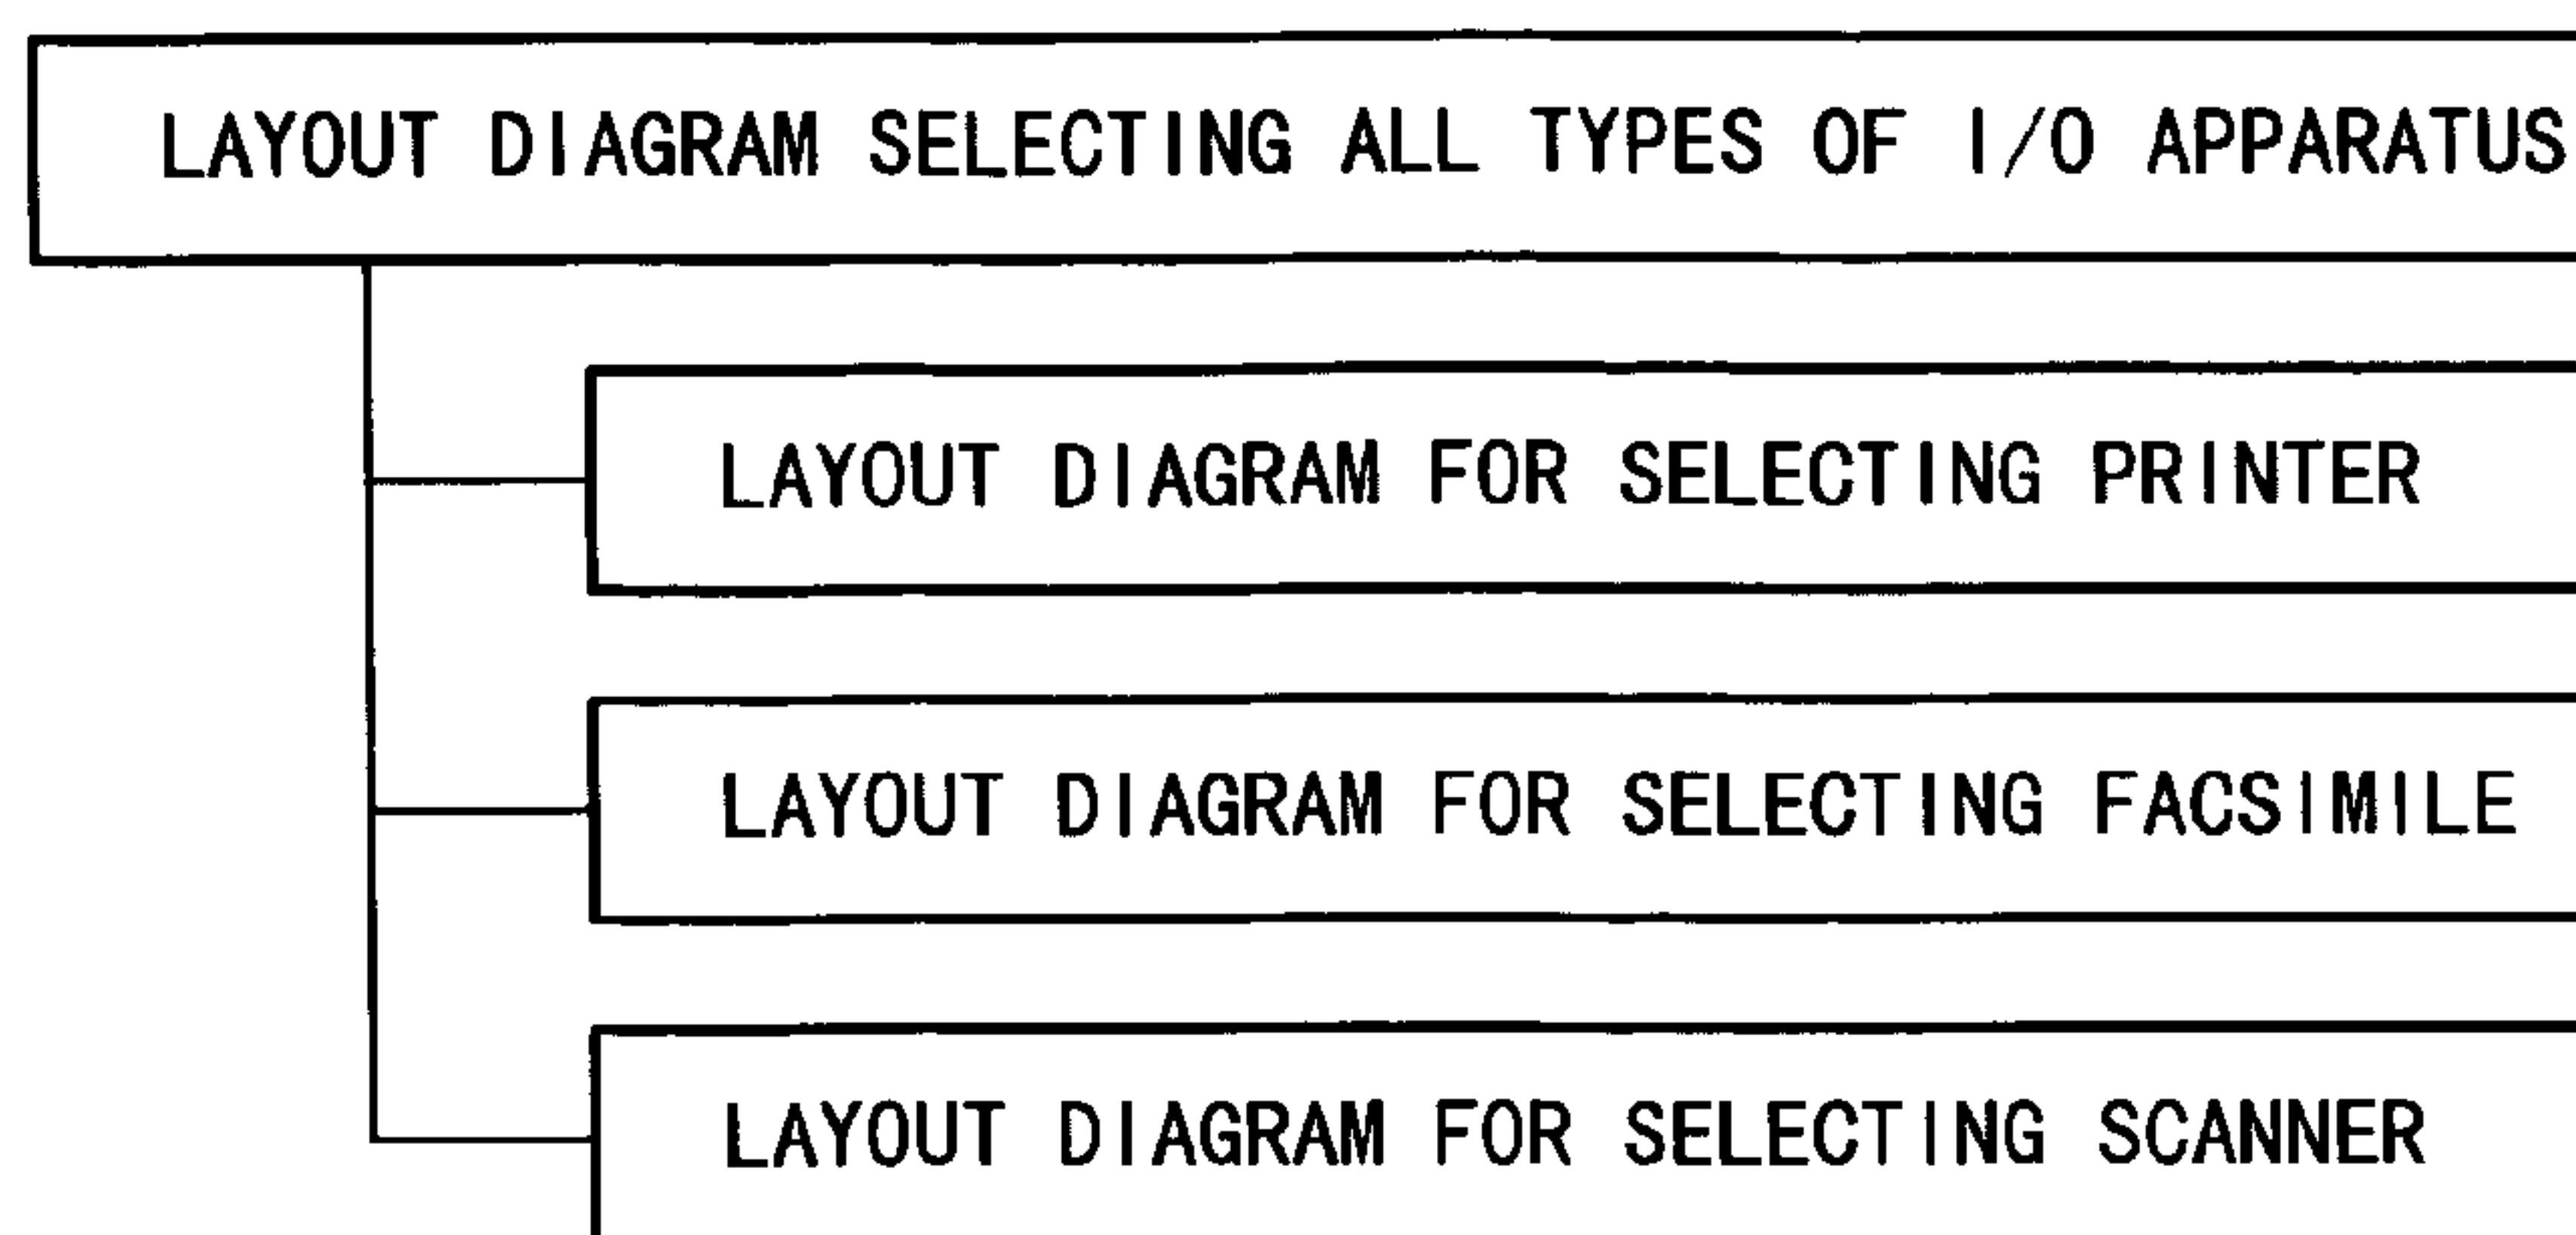 LAYOUT DIAGRAM SELECTING ALL TYPES OF I/O APPARATUS
LAYOUT DIAGRAM FOR SELECTING PRINTER
LAYOUT DIAGRAM FOR SELECTING FACSIMILE
LAYOUT DIAGRAM FOR SELECTING SCANNER